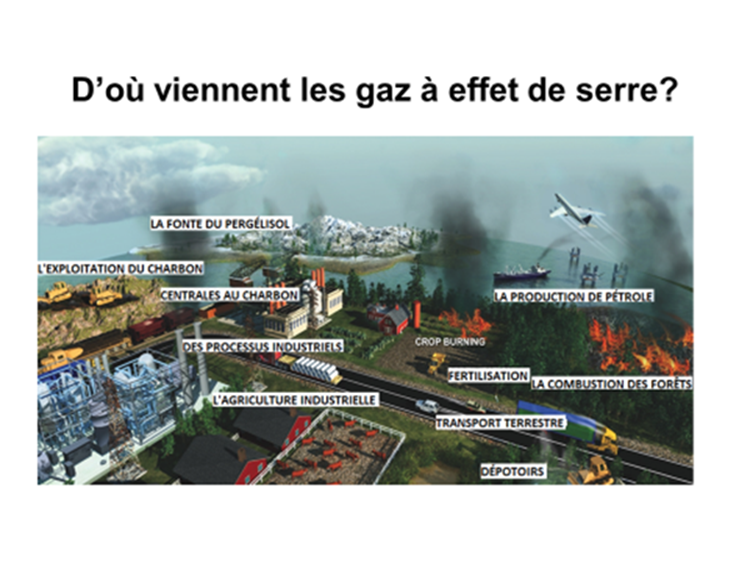 D'où viennent les gaz à effet de serre?
LA FONTE DU PERGÉLISOL
L'EXPLOITATION DU CHARBON
CENTRALES AU CHARBON
LA PRODUCTION DE PÉTROLE
DES PROCESSUS INDUSTRIELS
CROP BURNING
FERTILISATION
LA COMBUSTION DES FORÊTS
L'AGRICULTURE INDUSTRIELLE
TRANSPORT TERRESTRE
DÉPOTOIRS